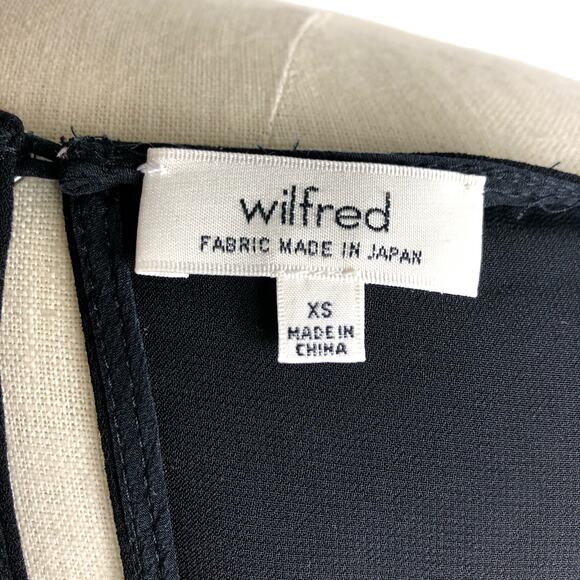 wilfred
FABRIC MADE IN JAPAN
XS
MADE IN
CHINA